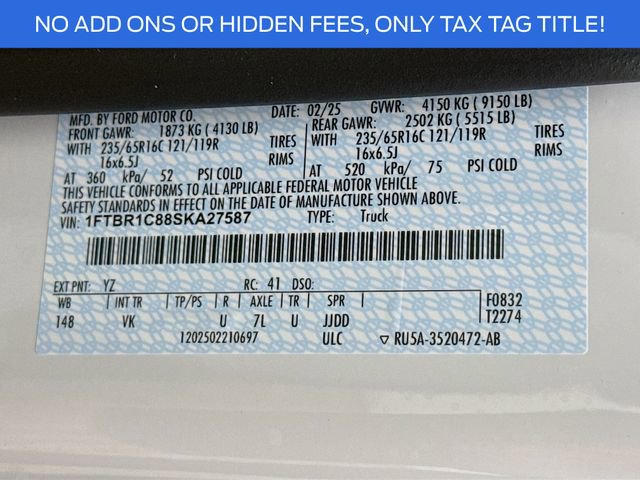 NO ADD ONS OR HIDDEN FEES, ONLY TAX TAG TITLE!
MFD. BY FORD MOTOR CO. DATE: 02/25 GVWR: 4150 KG ( 9150 LB)
FRONT GAWR: 1873 KG ( 4130 LB) REAR GAWR: 2502 KG ( 5515 LB)
WITH 235/65R16C 121/119R TIRES WITH 235/65R16C 121/119R TIRES
16x6.5J RIMS 16x6.5J RIMS
AT 360 kPa/ 52 PSI COLD AT 520 kPa/ 75 PSI COLD
THIS VEHICLE CONFORMS TO ALL APPLICABLE FEDERAL MOTOR VEHICLE
SAFETY STANDARDS IN EFFECT ON THE DATE OF MANUFACTURE SHOWN ABOVE.
VIN: 1FTBR1C88SKA27587 TYPE: Truck
EXT PNT: YZ RC: 41 DSO:
WB INT TR TP/PS R AXLE TR SPR F0832
148 VK U 7L U JJDD T2274
1202502210697 ULC ▽ RU5A-3520472-AB